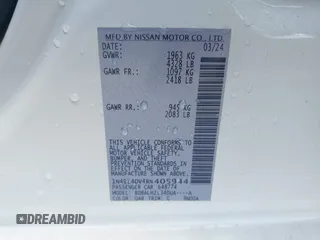 MFD BY NISSAN MOTOR CO., LTD.
03/24
GVWR: 1963 KG
4328 LB
GAWR FR: 1097 KG
2418 LB
GAWR RR: 945 KG
2083 LB
THIS VEHICLE CONFORMS TO
ALL APPLICABLE FEDERAL
MOTOR VEHICLE SAFETY,
BUMPER, AND THEFT
PREVENTION STANDARDS IN
EFFECT ON THE DATE OF
MANUFACTURE SHOWN ABOVE.
PASSENGER CAR
COLOR TRIM: G
REJECTED.DEALER